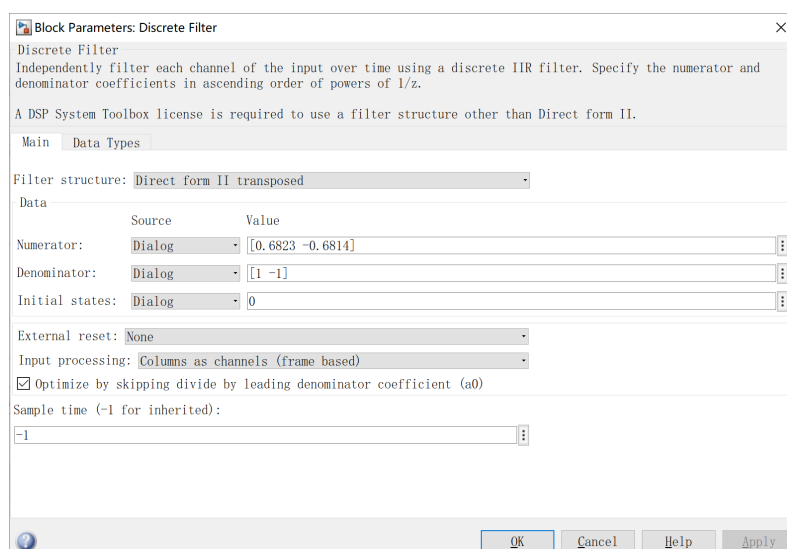 Block Parameters: Discrete Filter
Discrete Filter
Independently filter each channel of the input over time using a discrete IIR filter. Specify the numerator and
denominator coefficients in ascending order of powers of 1/z.
A DSP System Toolbox license is required to use a filter structure other than Direct form II.
Main Data Types
Filter structure: Direct form II transposed
Data
Source Value
Numerator: Dialog [0.6823 -0.6814]
Denominator: Dialog [1 -1]
Initial states: Dialog 0
External reset: None
Input processing: Columns as channels (frame based)
Optimize by skipping divide by leading denominator coefficient (a0)
Sample time (-1 for inherited):
-1
? OK Cancel Help Apply